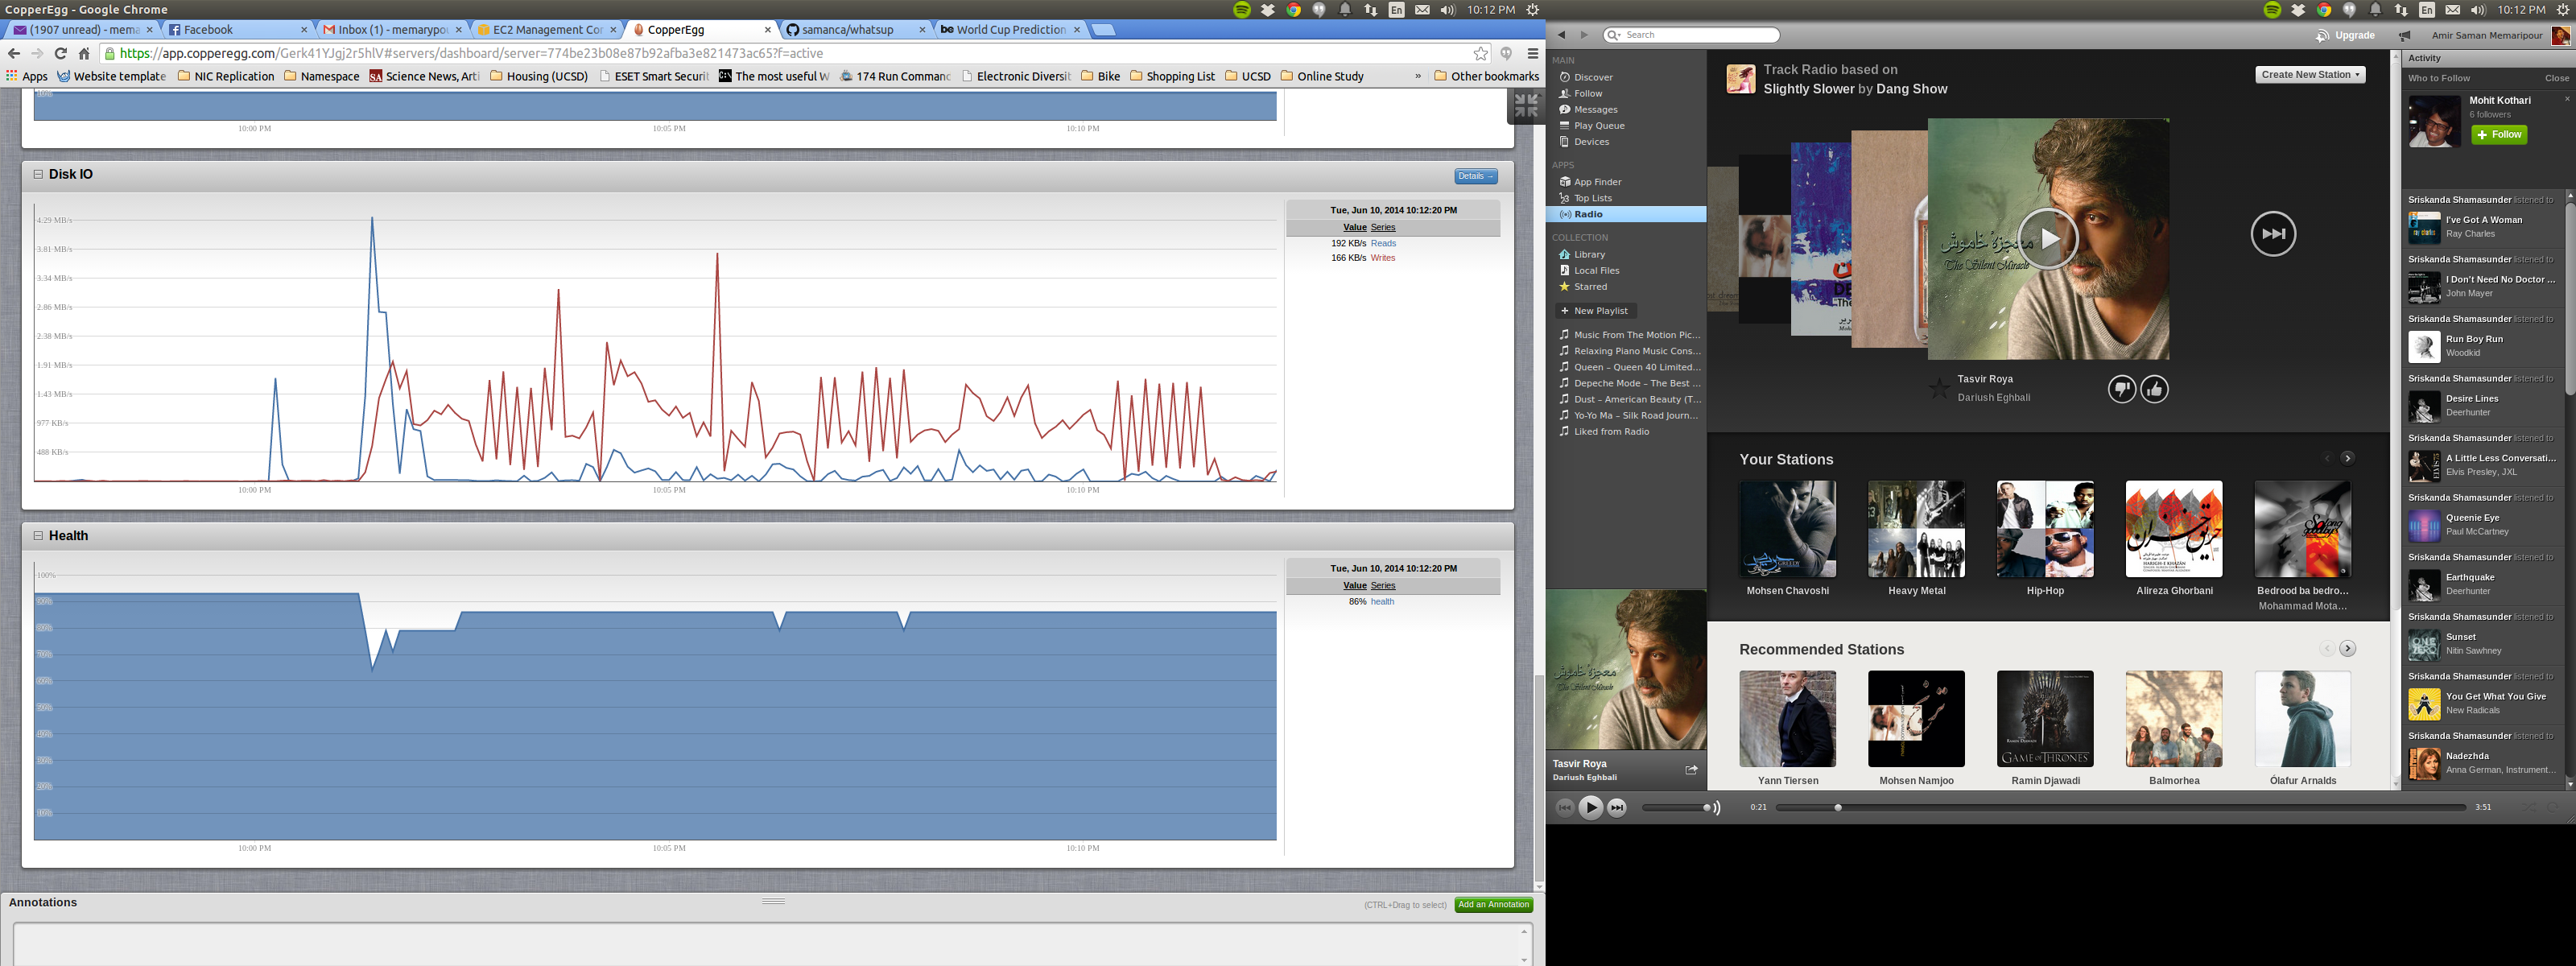 CopperEgg - Google Chrome
En
10:12 PM
(1907 unread) - mema
Facebook
Inbox (1) - memarypou
EC2 Management Con
CopperEgg
samanca/whatsup
World Cup Prediction
https://app.copperegg.com/Gerk41YJgj2r5hlV#servers/dashboard/server=774be23b08e87b92afba3e821473ac65?f=active
Apps
Website template
NIC Replication
Namespace
Science News, Arti
Housing (UCSD)
ESET Smart Securit
The most useful W
174 Run Commanc
Electronic Diversit
Bike
Shopping List
UCSD
Online Study
»
Other bookmarks
10:00 PM
10:05 PM
10:10 PM
Disk IO
Details →
4.29 MB/s
3.81 MB/s
3.34 MB/s
2.86 MB/s
2.38 MB/s
1.91 MB/s
1.43 MB/s
977 KB/s
488 KB/s
10:00 PM
10:05 PM
10:10 PM
Tue, Jun 10, 2014 10:12:20 PM
Value Series
192 KB/s Reads
166 KB/s Writes
Health
100%
90%
80%
70%
60%
50%
40%
30%
20%
10%
10:00 PM
10:05 PM
10:10 PM
Tue, Jun 10, 2014 10:12:20 PM
Value Series
86% health
Annotations
(CTRL+Drag to select)
Add an Annotation
En
10:12 PM
Search
Upgrade
Amir Saman Memaripour
MAIN
Discover
Follow
Messages
Play Queue
Devices
APPS
App Finder
Top Lists
Radio
COLLECTION
Library
Local Files
Starred
+ New Playlist
Music From The Motion Pic...
Relaxing Piano Music Cons...
Queen – Queen 40 Limited...
Depeche Mode – The Best ...
Dust – American Beauty (T...
Yo-Yo Ma – Silk Road Journ...
Liked from Radio
معجزهٔ خاموش
The Silent Miracle
Tasvir Roya
Dariush Eghbali
Track Radio based on
Slightly Slower by Dang Show
Create New Station
معجزهٔ خاموش
The Silent Miracle
Tasvir Roya
Dariush Eghbali
Your Stations
Mohsen Chavoshi
Heavy Metal
Hip-Hop
Alireza Ghorbani
Bedrood ba bedro...
Mohammad Mota...
Recommended Stations
GAME OF THRONES
Yann Tiersen
Mohsen Namjoo
Ramin Djawadi
Balmorhea
Ólafur Arnalds
0:21
3:51
Activity
Who to Follow
Close
Mohit Kothari
6 followers
+ Follow
Sriskanda Shamasunder listened to
I've Got A Woman
Ray Charles
Sriskanda Shamasunder listened to
I Don't Need No Doctor ...
John Mayer
Sriskanda Shamasunder listened to
Run Boy Run
Woodkid
Sriskanda Shamasunder listened to
Desire Lines
Deerhunter
Sriskanda Shamasunder listened to
A Little Less Conversati...
Elvis Presley, JXL
Sriskanda Shamasunder listened to
Queenie Eye
Paul McCartney
Sriskanda Shamasunder listened to
Earthquake
Deerhunter
Sriskanda Shamasunder listened to
Sunset
Nitin Sawhney
Sriskanda Shamasunder listened to
You Get What You Give
New Radicals
Sriskanda Shamasunder listened to
Nadezhda
Anna German, Instrument...